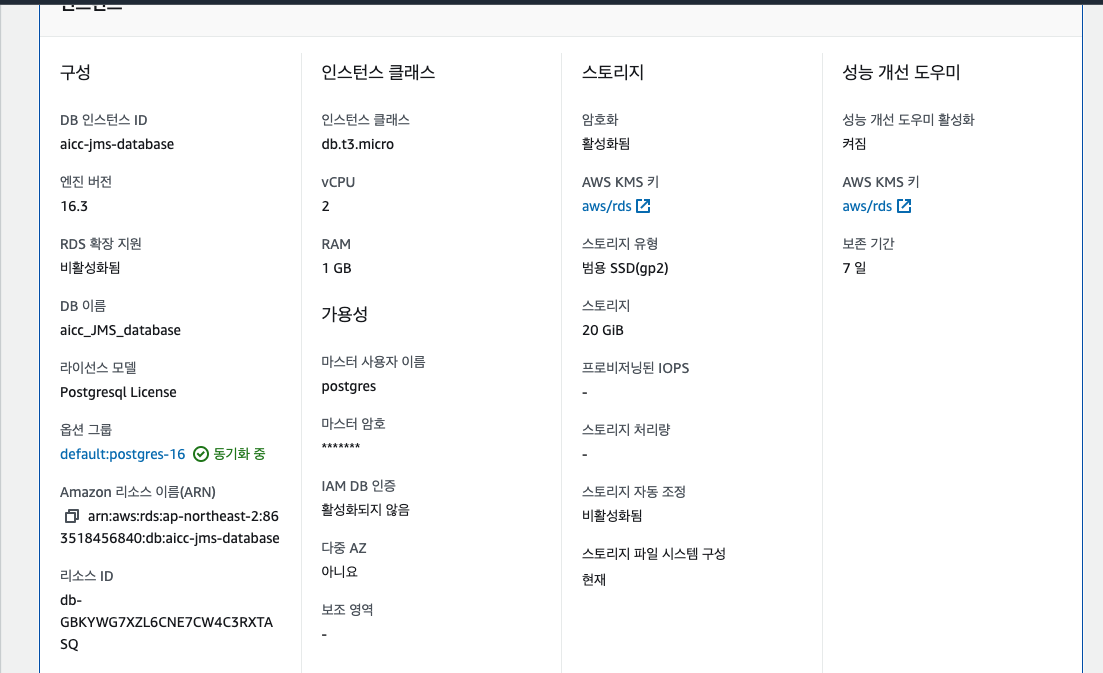 인스턴스
구성
DB 인스턴스 ID
aicc-jms-database
엔진 버전
16.3
RDS 확장 지원
비활성화됨
DB 이름
aicc_JMS_database
라이선스 모델
Postgresql License
옵션 그룹
default:postgres-16 동기화 중
Amazon 리소스 이름(ARN)
arn:aws:rds:ap-northeast-2:86
3518456840:db:aicc-jms-database
리소스 ID
db-
GBKYWG7XZL6CNE7CW4C3RXTA
SQ
인스턴스 클래스
인스턴스 클래스
db.t3.micro
vCPU
2
RAM
1 GB
가용성
마스터 사용자 이름
postgres
마스터 암호
*******
IAM DB 인증
활성화되지 않음
다중 AZ
아니요
보조 영역
-
스토리지
암호화
활성화됨
AWS KMS 키
aws/rds
스토리지 유형
범용 SSD(gp2)
스토리지
20 GiB
프로비저닝된 IOPS
-
스토리지 처리량
-
스토리지 자동 조정
비활성화됨
스토리지 파일 시스템 구성
현재
성능 개선 도우미
성능 개선 도우미 활성화
켜짐
AWS KMS 키
aws/rds
보존 기간
7 일